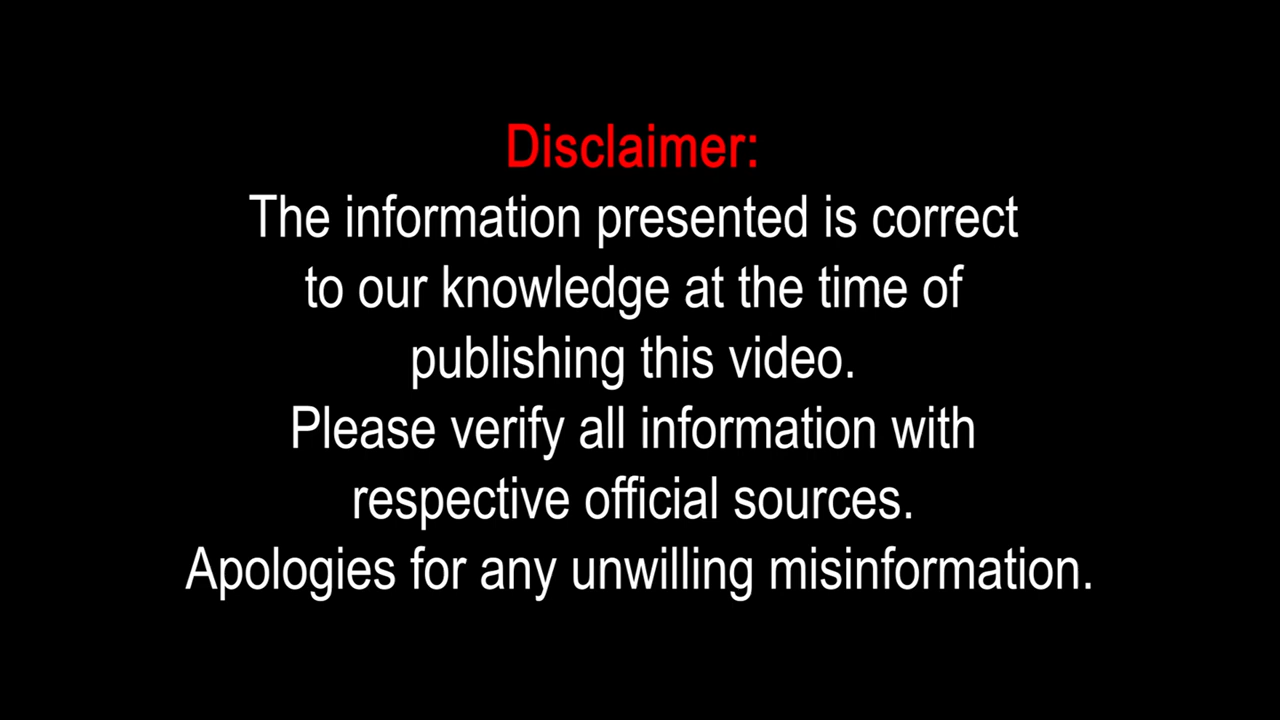 Disclaimer:
The information presented is correct
to our knowledge at the time of
publishing this video.
Please verify all information with
respective official sources.
Apologies for any unwilling misinformation.